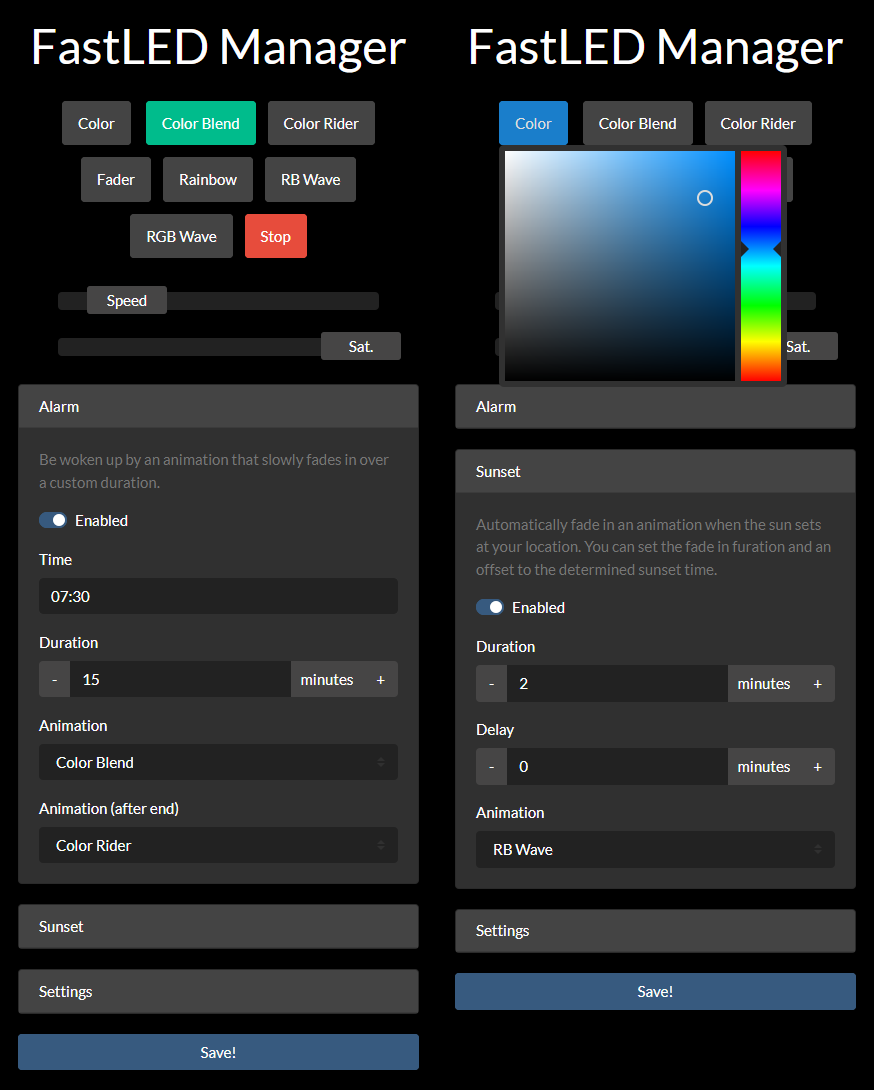 FastLED Manager
Color
Color Blend
Color Rider
Fader
Rainbow
RB Wave
RGB Wave
Stop
Speed
Sat.
Alarm
Be woken up by an animation that slowly fades in over
a custom duration.
Enabled
Time
07:30
Duration
- 15 minutes +
Animation
Color Blend
Animation (after end)
Color Rider
Sunset
Settings
Save!
FastLED Manager
Color
Color Blend
Color Rider
Sat.
Alarm
Sunset
Automatically fade in an animation when the sun sets
at your location. You can set the fade in furation and an
offset to the determined sunset time.
Enabled
Duration
- 2 minutes +
Delay
- 0 minutes +
Animation
RB Wave
Settings
Save!